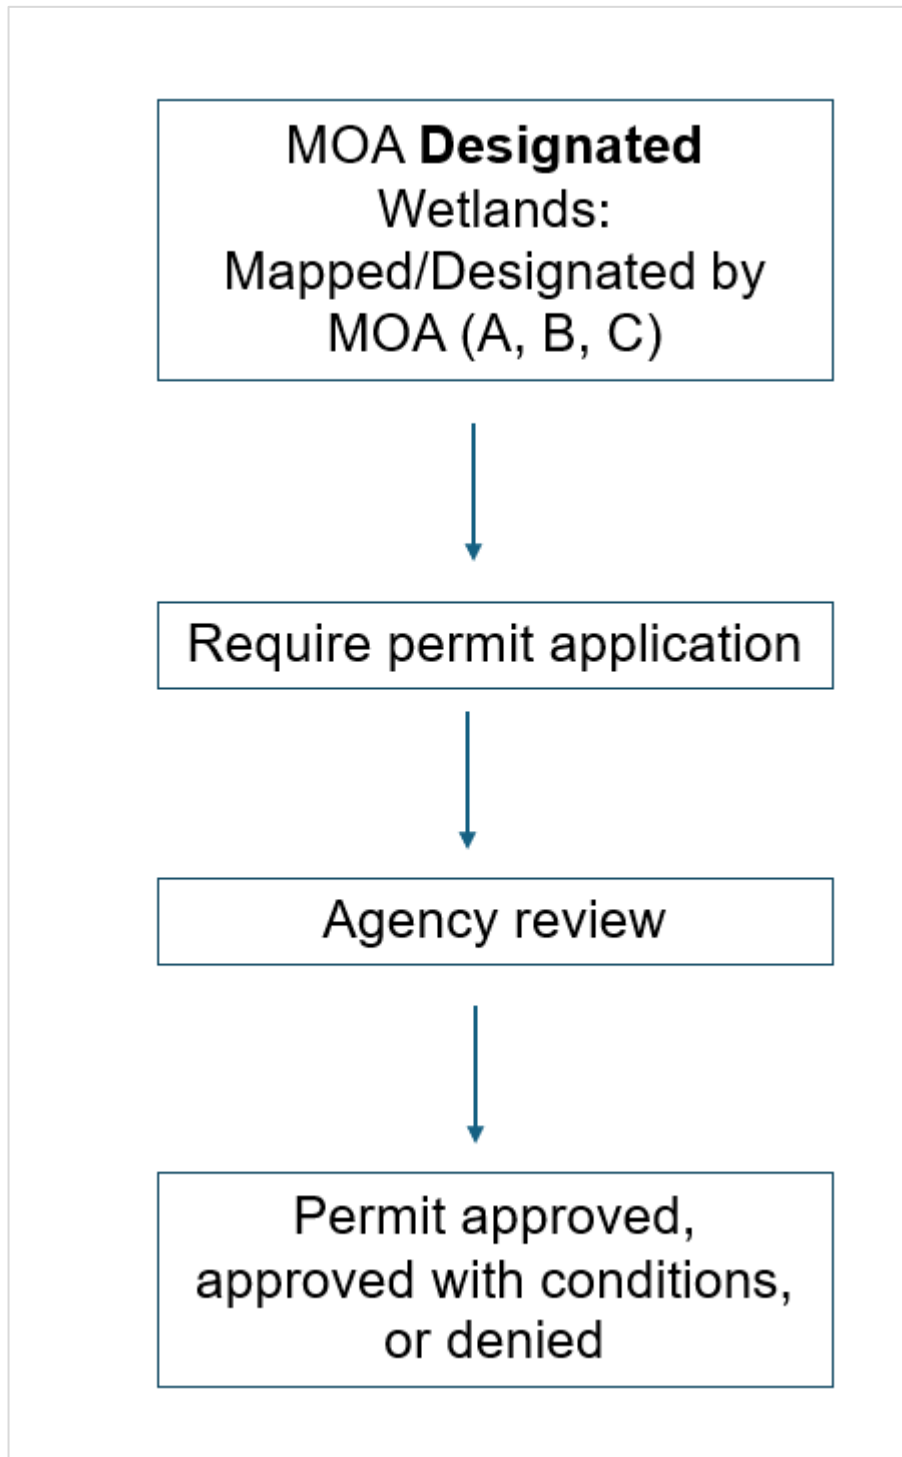 MOA Designated
Wetlands:
Mapped/Designated by
MOA (A, B, C)
Require permit application
Agency review
Permit approved,
approved with conditions,
or denied